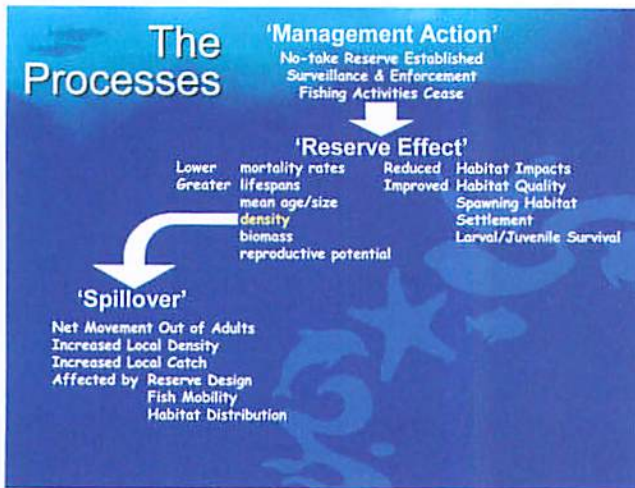 The
Processes
'Management Action'
No-take Reserve Established
Surveillance & Enforcement
Fishing Activities Cease
'Reserve Effect'
Lower mortality rates
Greater lifespans
mean age/size
density
biomass
reproductive potential
Reduced Habitat Impacts
Improved Habitat Quality
Spawning Habitat
Settlement
Larval/Juvenile Survival
'Spillover'
Net Movement Out of Adults
Increased Local Density
Increased Local Catch
Affected by Reserve Design
Fish Mobility
Habitat Distribution